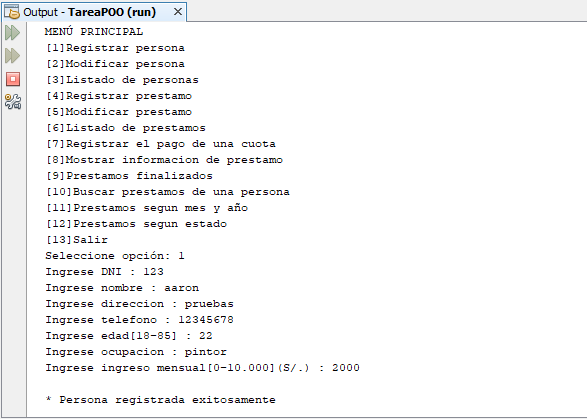 Output - TareaPOO (run)
MENÚ PRINCIPAL
[1]Registrar persona
[2]Modificar persona
[3]Listado de personas
[4]Registrar prestamo
[5]Modificar prestamo
[6]Listado de prestamos
[7]Registrar el pago de una cuota
[8]Mostrar informacion de prestamo
[9]Prestamos finalizados
[10]Buscar prestamos de una persona
[11]Prestamos segun mes y año
[12]Prestamos segun estado
[13]Salir
Seleccione opción: 1
Ingrese DNI : 123
Ingrese nombre : aaron
Ingrese direccion : pruebas
Ingrese telefono : 12345678
Ingrese edad[18-85] : 22
Ingrese ocupacion : pintor
Ingrese ingreso mensual[0-10.000](S/.) : 2000
* Persona registrada exitosamente